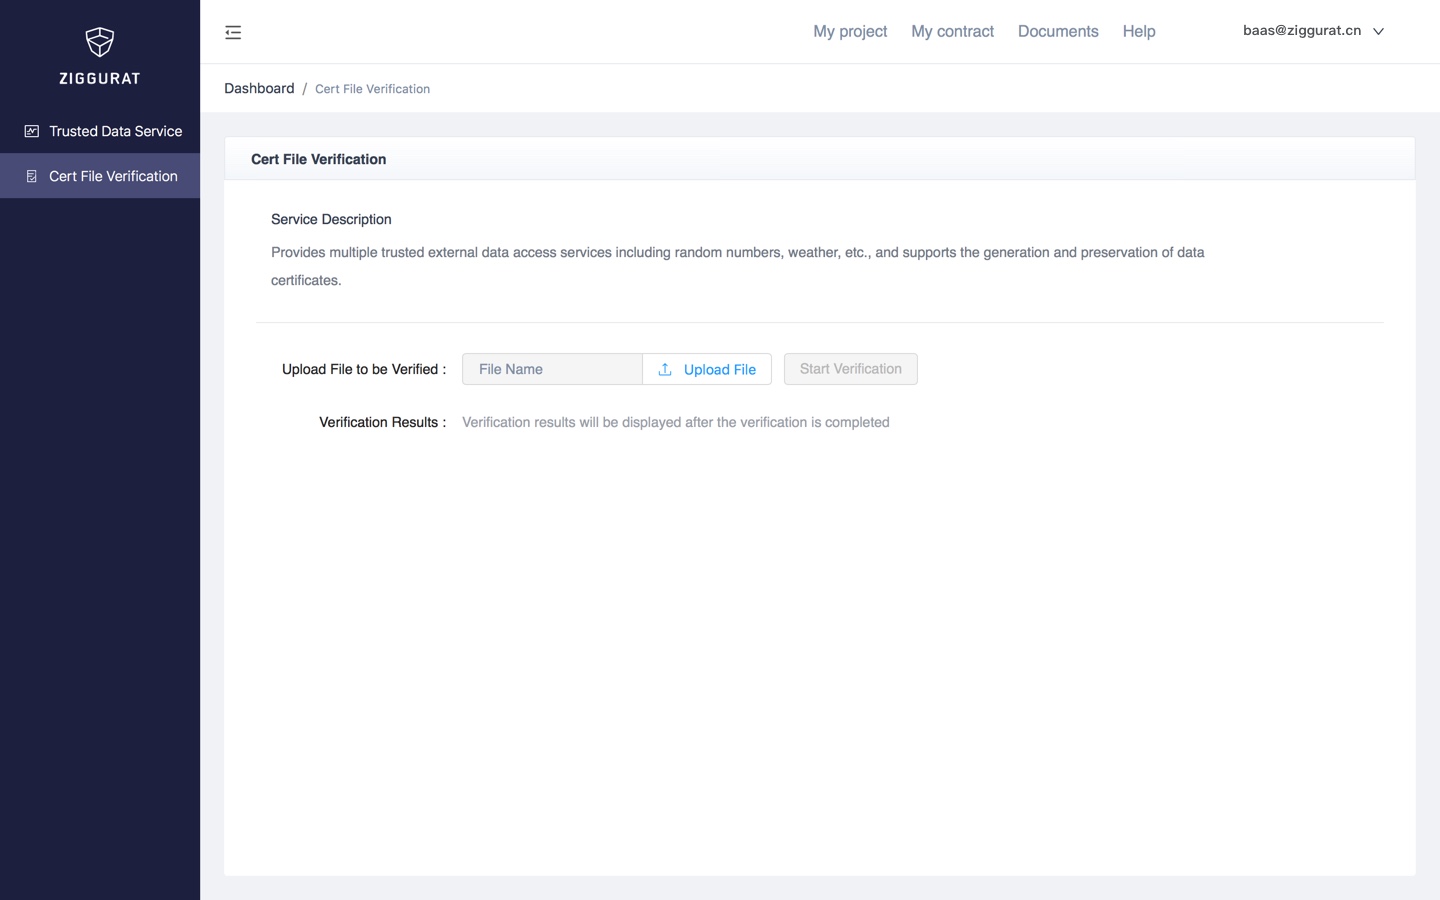 ZIGGURAT
Trusted Data Service
Cert File Verification
My project
My contract
Documents
Help
baas@ziggurat.cn
Dashboard / Cert File Verification
Cert File Verification
Service Description
Provides multiple trusted external data access services including random numbers, weather, etc., and supports the generation and preservation of data
certificates.
Upload File to be Verified : File Name Upload File Start Verification
Verification Results : Verification results will be displayed after the verification is completed